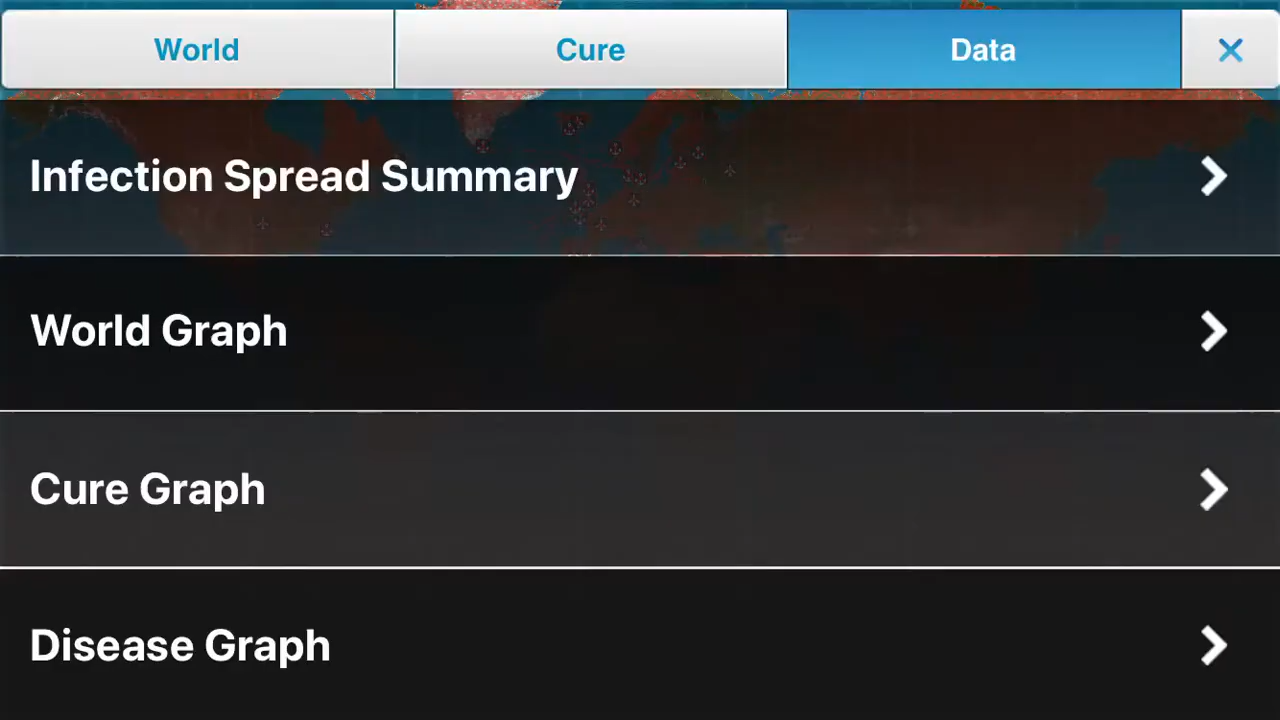 World
Cure
Data
Infection Spread Summary
World Graph
Cure Graph
Disease Graph